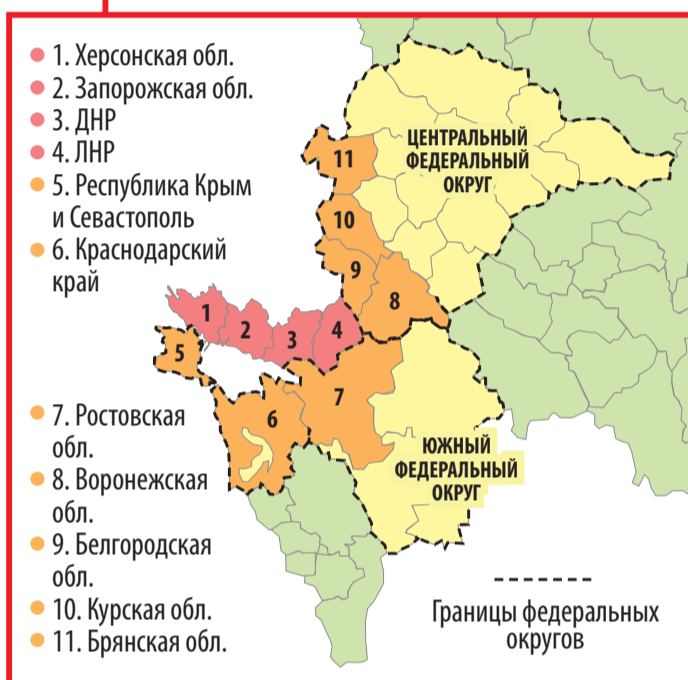 1. Херсонская обл.
2. Запорожская обл.
3. ДНР
4. ЛНР
5. Республика Крым
и Севастополь
6. Краснодарский
край
7. Ростовская
обл.
8. Воронежская
обл.
9. Белгородская
обл.
10. Курская обл.
11. Брянская обл.
ЦЕНТРАЛЬНЫЙ
ФЕДЕРАЛЬНЫЙ
ОКРУГ
11
10
9
8
1
2
3
4
5
6
7
ЮЖНЫЙ
ФЕДЕРАЛЬНЫЙ
ОКРУГ
Границы федеральных
округов